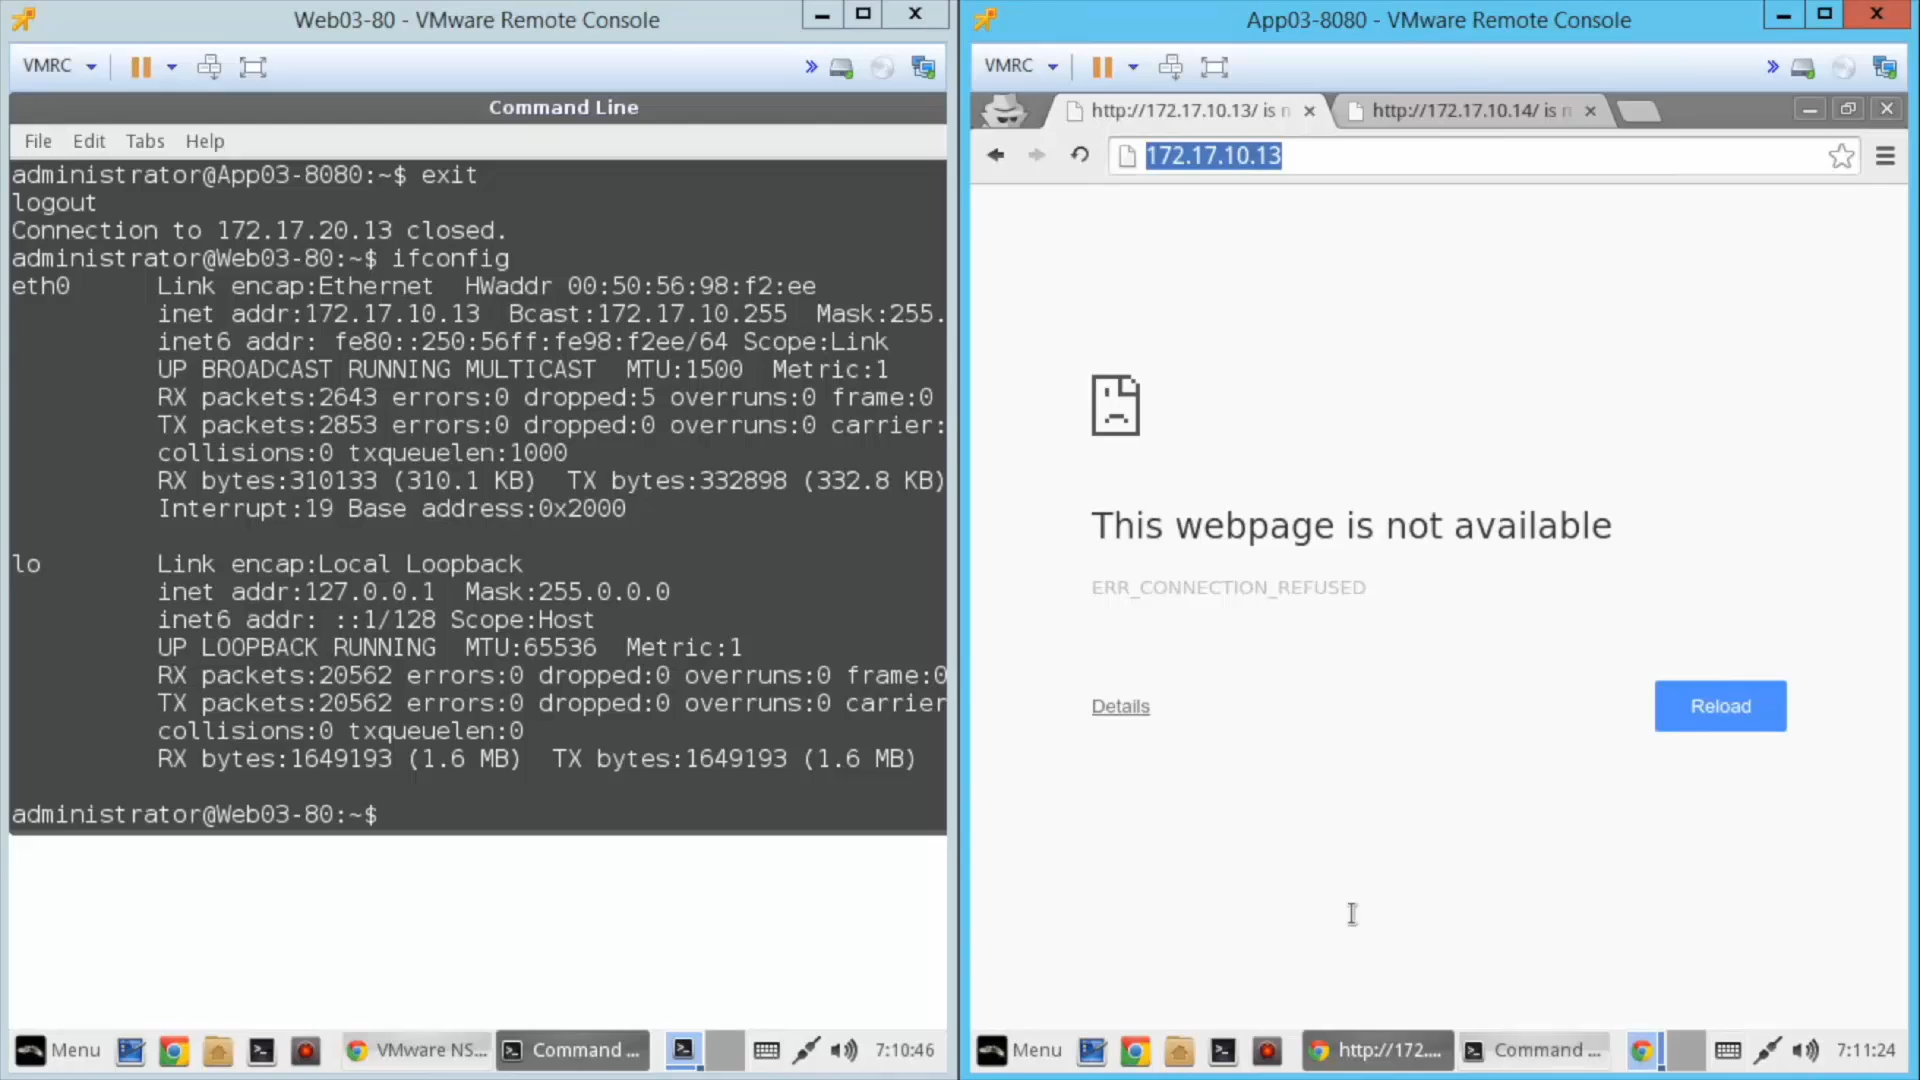 Web03-80 - VMware Remote Console
VMRC
Command Line
File Edit Tabs Help
administrator@App03-8080:~$ exit
logout
Connection to 172.17.20.13 closed.
administrator@Web03-80:~$ ifconfig
eth0 Link encap:Ethernet HWaddr 00:50:56:98:f2:ee
inet addr:172.17.10.13 Bcast:172.17.10.255 Mask:255.
inet6 addr: fe80::250:56ff:fe98:f2ee/64 Scope:Link
UP BROADCAST RUNNING MULTICAST MTU:1500 Metric:1
RX packets:2643 errors:0 dropped:5 overruns:0 frame:0
TX packets:2853 errors:0 dropped:0 overruns:0 carrier:
collisions:0 txqueuelen:1000
RX bytes:310133 (310.1 KB) TX bytes:332898 (332.8 KB)
Interrupt:19 Base address:0x2000
lo Link encap:Local Loopback
inet addr:127.0.0.1 Mask:255.0.0.0
inet6 addr: ::1/128 Scope:Host
UP LOOPBACK RUNNING MTU:65536 Metric:1
RX packets:20562 errors:0 dropped:0 overruns:0 frame:0
TX packets:20562 errors:0 dropped:0 overruns:0 carrier
collisions:0 txqueuelen:0
RX bytes:1649193 (1.6 MB) TX bytes:1649193 (1.6 MB)
administrator@Web03-80:~$
Menu VMware NS... Command ... 7:10:46
App03-8080 - VMware Remote Console
VMRC
http://172.17.10.13/ is n http://172.17.10.14/ is n
172.17.10.13
This webpage is not available
ERR_CONNECTION_REFUSED
Details Reload
Menu http://172.... Command ... 7:11:24